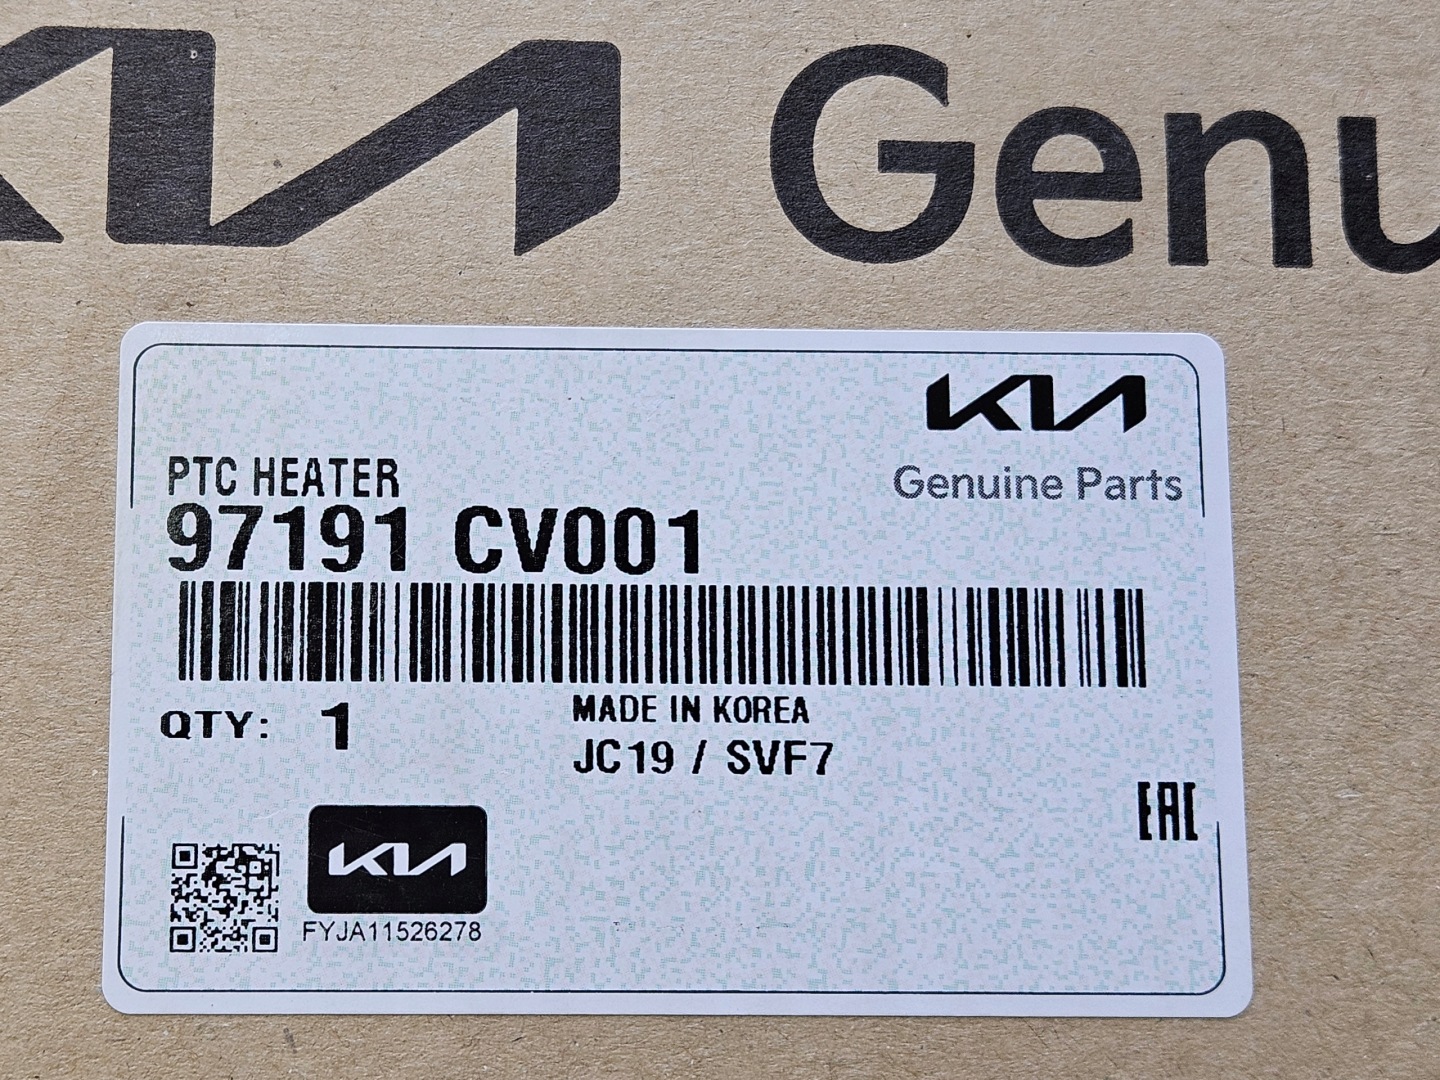 KIA Genu
KIA
Genuine Parts
PTC HEATER
97191 CV001
QTY: 1
MADE IN KOREA
JC19 / SVF7
EAC
KIA
FYJA11526278